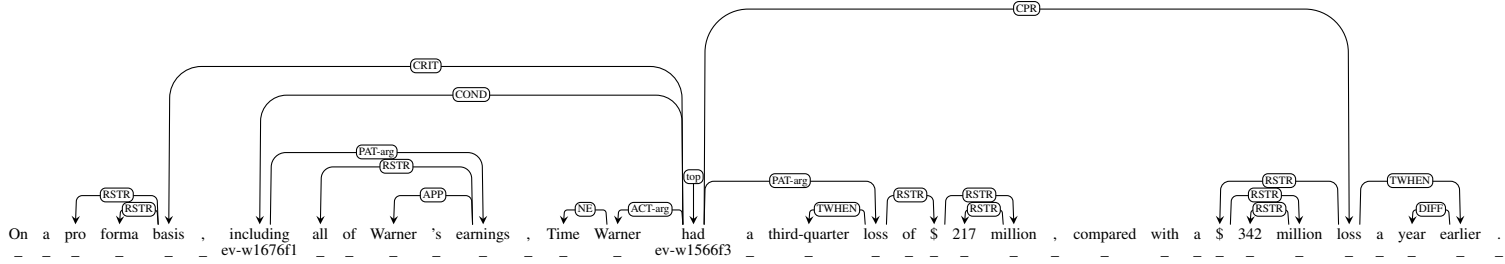 CPR
CRIT
COND
PAT-arg
RSTR
top
RSTR APP PAT-arg RSTR RSTR RSTR TWHEN
RSTR
RSTR NE ACT-arg TWHEN RSTR RSTR DIFF
On a pro forma basis , including all of Warner 's earnings , Time Warner had a third-quarter loss of $ 217 million , compared with a $ 342 million loss a year earlier .
_ _ _ _ _ _ ev-w1676f1 _ _ _ _ _ _ _ _ ev-w1566f3 _ _ _ _ _ _ _ _ _ _ _ _ _ _ _ _ _ _ _